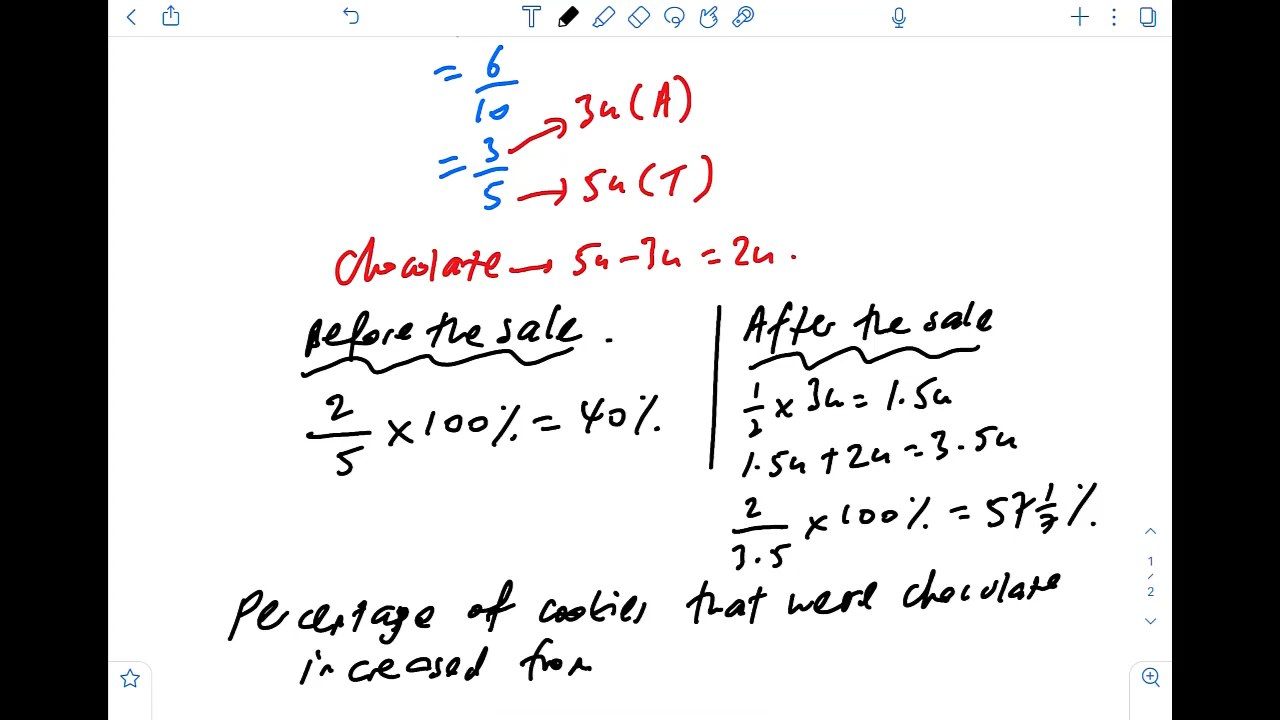 = 6/10
= 3/5 → 3u (A)
→ 5u (T)
Chocolate → 5u - 3u = 2u.
Before the sale.
2/5 × 100% = 40%
After the sale
1/2 × 3u = 1.5u
1.5u + 2u = 3.5u
2/3.5 × 100% = 57 1/7 %
Percentage of cookies that were chocolate
increased from
1
/
2